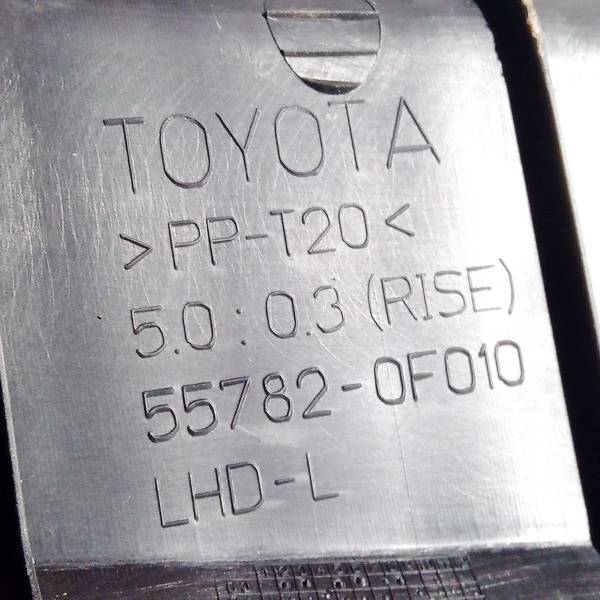 TOYOTA
>PP-T20<
5.0 : 0.3 (RISE)
55782-0F010
LHD-L